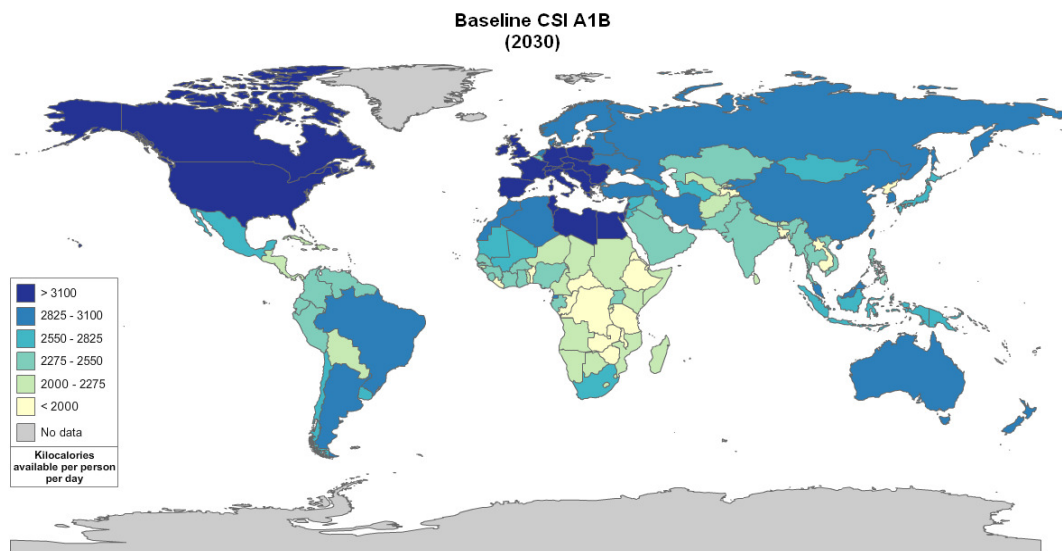 Baseline CSI A1B
(2030)
> 3100
2825 - 3100
2550 - 2825
2275 - 2550
2000 - 2275
< 2000
No data
Kilocalories
available per person
per day